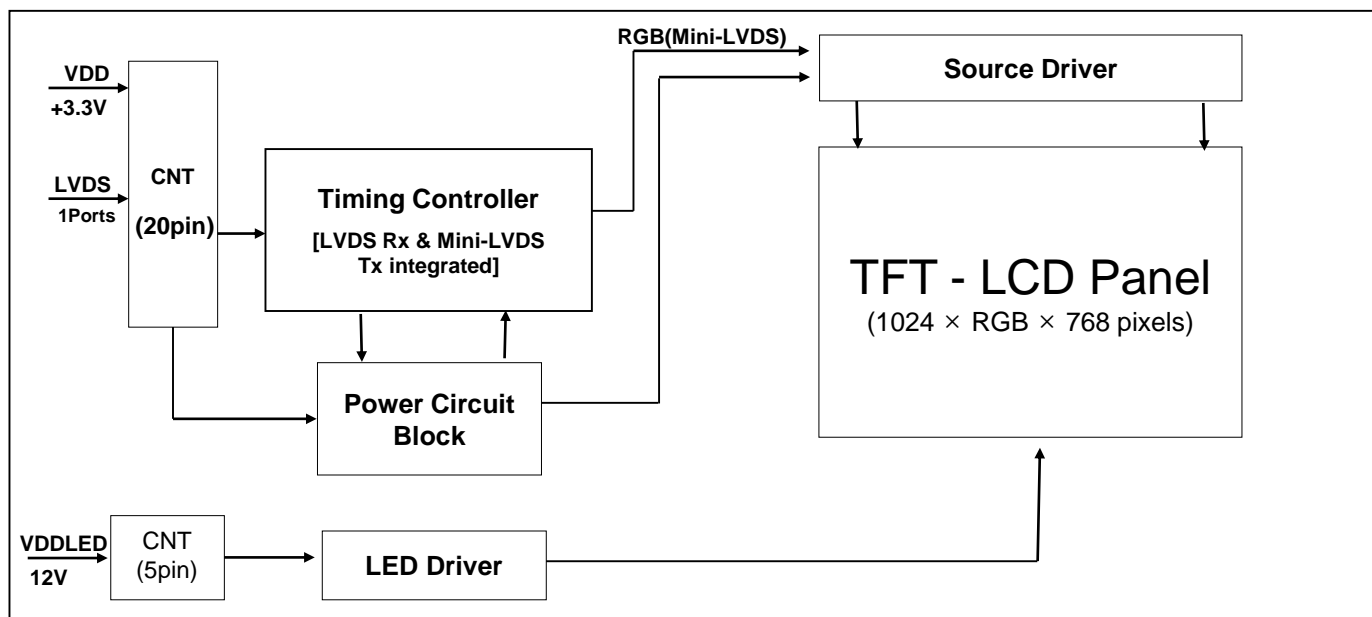 RGB(Mini-LVDS)
Source Driver
VDD
+3.3V
LVDS
1Ports
CNT
(20pin)
Timing Controller
[LVDS Rx & Mini-LVDS
Tx integrated]
TFT - LCD Panel
(1024 × RGB × 768 pixels)
Power Circuit
Block
VDDLED
12V
CNT
(5pin)
LED Driver